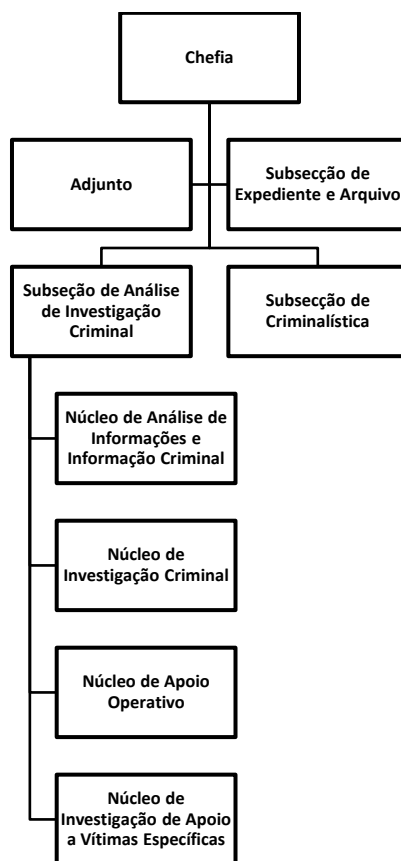 Chefia
Adjunto
Subsecção de
Expediente e Arquivo
Subseção de Análise
de Investigação
Criminal
Subsecção de
Criminalística
Núcleo de Análise de
Informações e
Informação Criminal
Núcleo de
Investigação Criminal
Núcleo de Apoio
Operativo
Núcleo de
Investigação de Apoio
a Vítimas Específicas